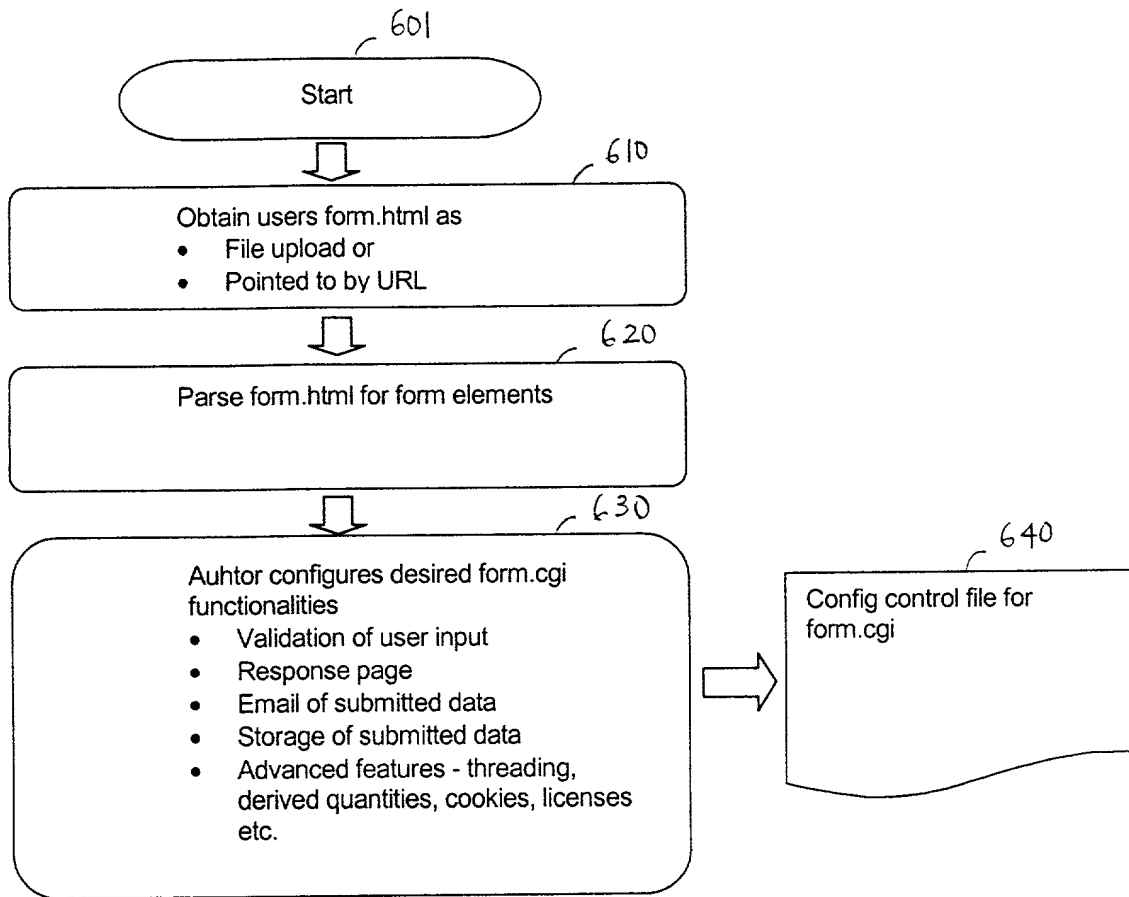 601
Start
610
Obtain users form.html as
• File upload or
• Pointed to by URL
620
Parse form.html for form elements
630
Auhtor configures desired form.cgi
functionalities
• Validation of user input
• Response page
• Email of submitted data
• Storage of submitted data
• Advanced features - threading,
derived quantities, cookies, licenses
etc.
640
Config control file for
form.cgi